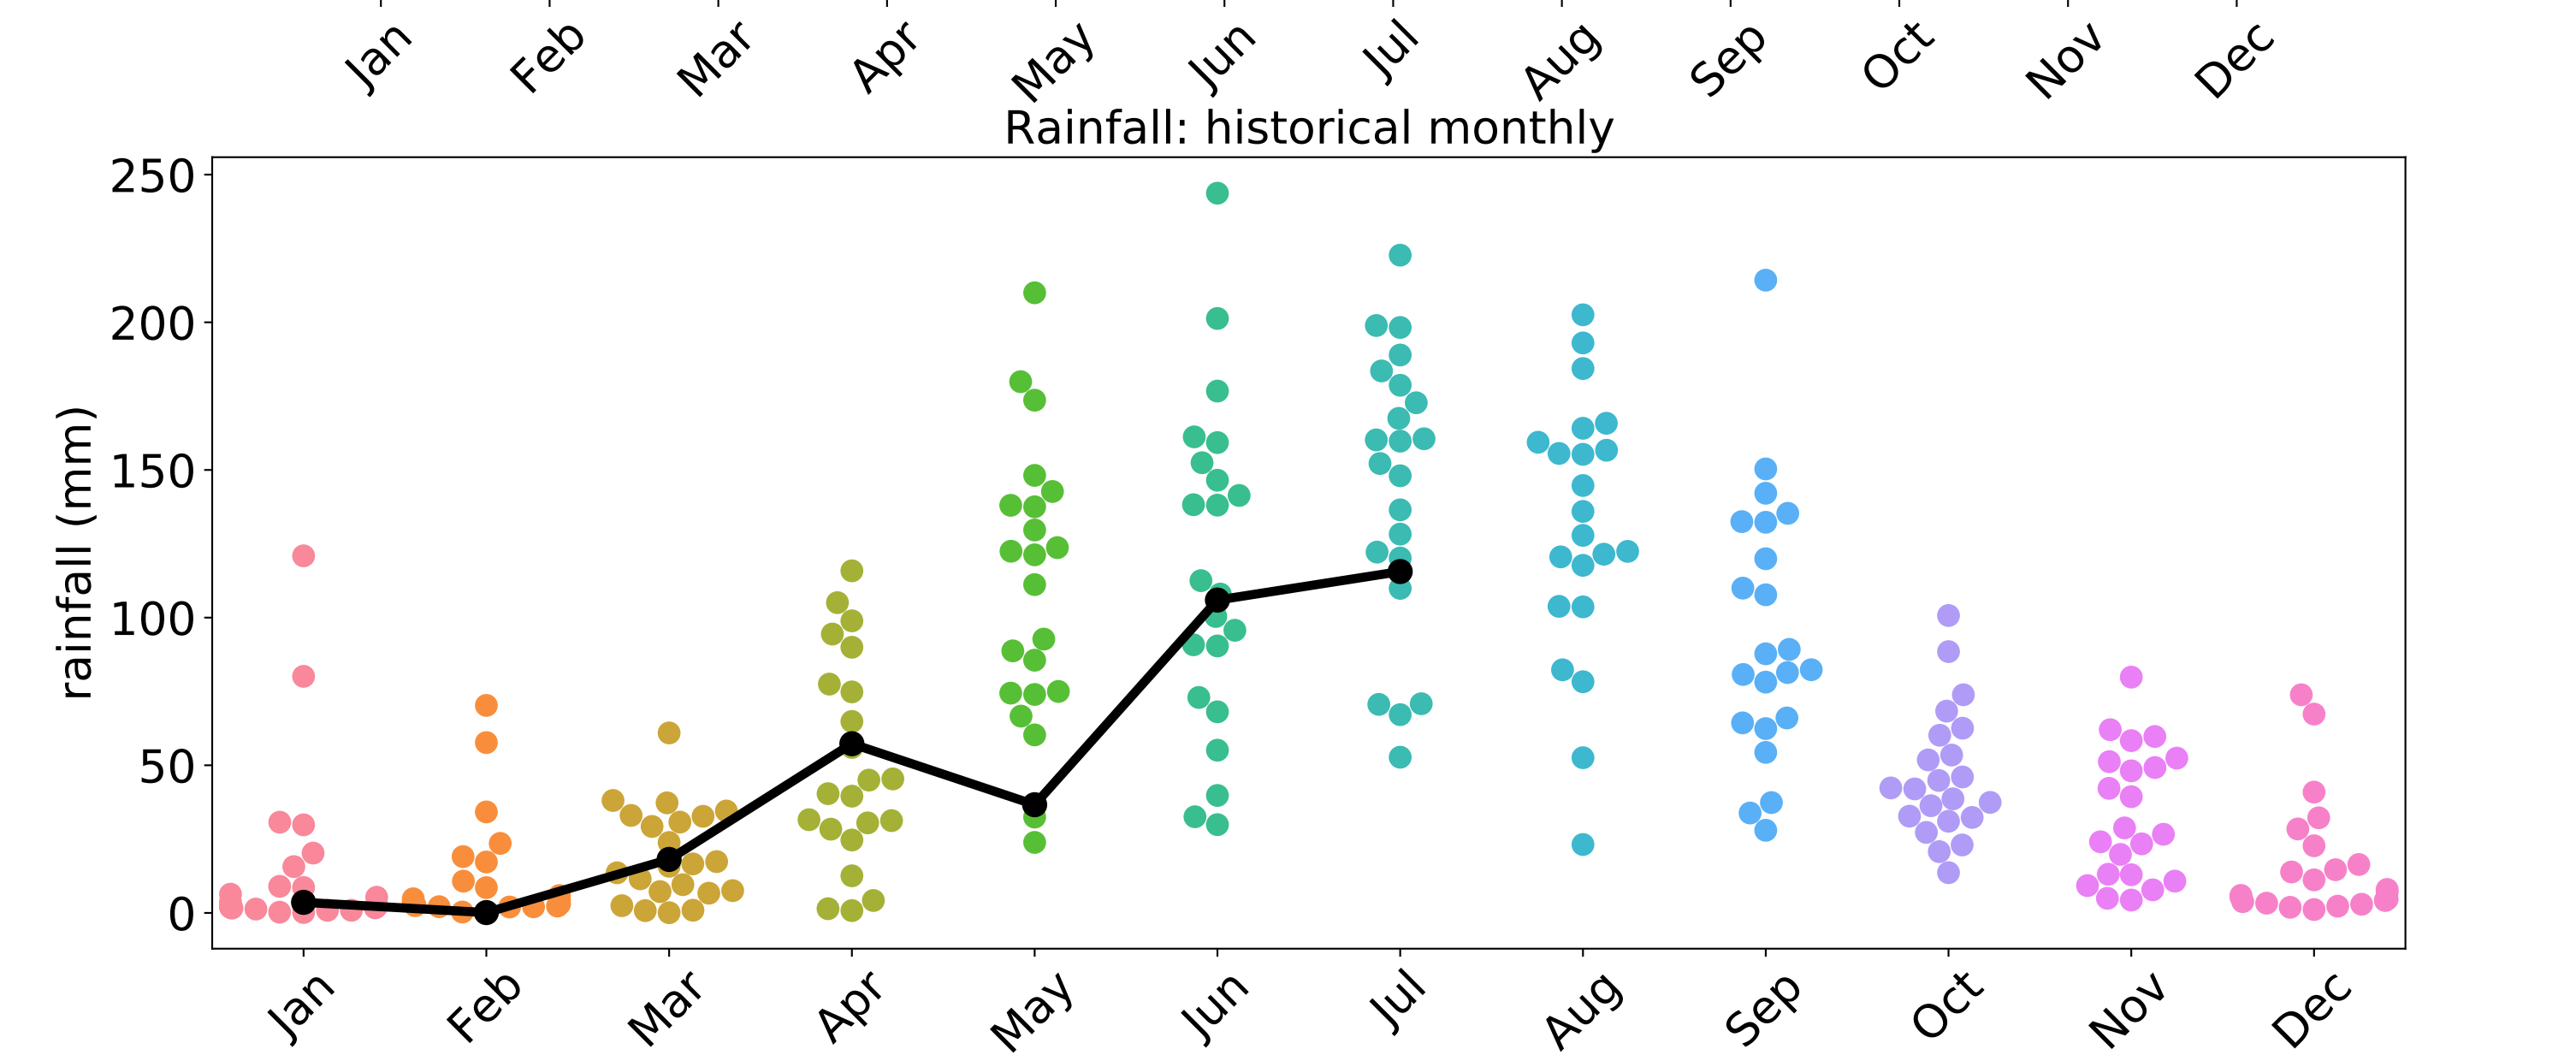 Jan Feb Mar Apr May Jun Jul Aug Sep Oct Nov Dec
Rainfall: historical monthly
250
200
150
100
50
0
rainfall (mm)
Jan Feb Mar Apr May Jun Jul Aug Sep Oct Nov Dec